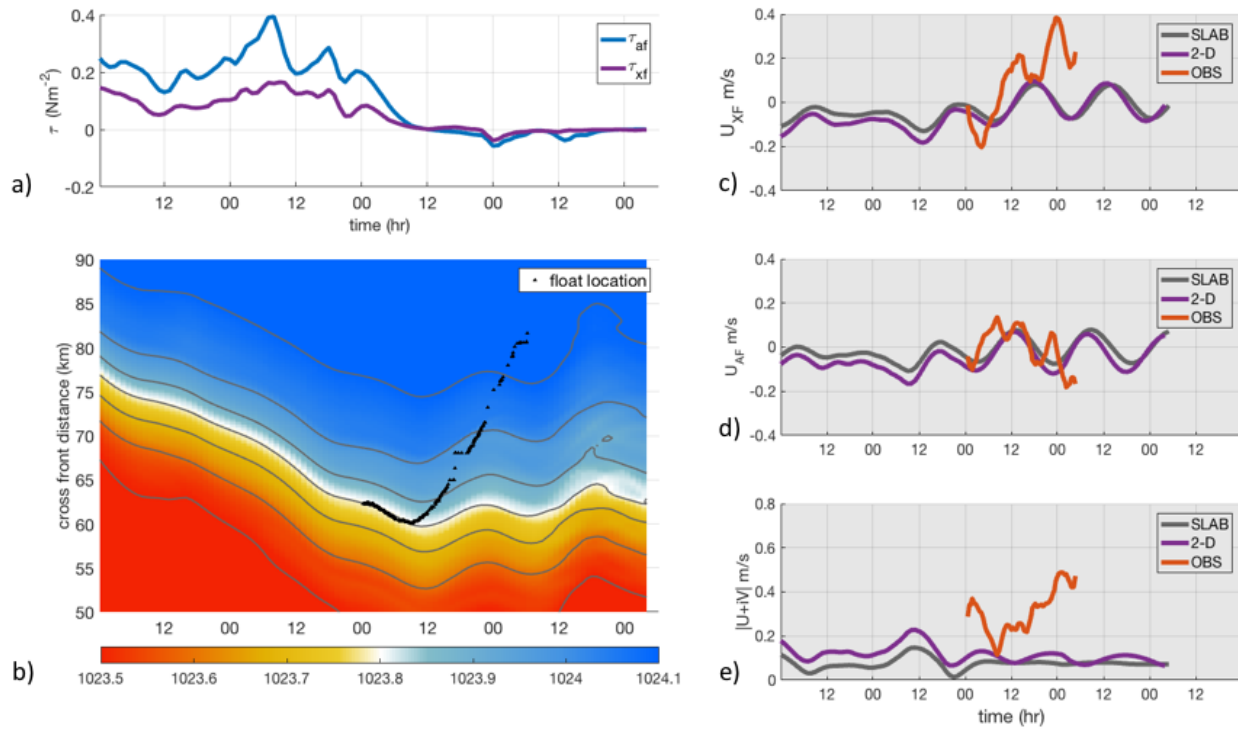 0.4
0.2
0
-0.2
τ (Nm-2)
τaf
τxf
12 00 12 00 12 00 12 00
time (hr)
a)
90
85
80
75
70
65
60
55
50
cross front distance (km)
float location
12 00 12 00 12 00 12 00
b)
1023.5 1023.6 1023.7 1023.8 1023.9 1024 1024.1
0.4
0.2
0
-0.2
-0.4
UXF m/s
SLAB
2-D
OBS
12 00 12 00 12 00 12 00 12
c)
0.4
0.2
0
-0.2
-0.4
UAF m/s
SLAB
2-D
OBS
12 00 12 00 12 00 12 00 12
d)
0.8
0.6
0.4
0.2
0
|U+iV| m/s
SLAB
2-D
OBS
12 00 12 00 12 00 12 00 12
time (hr)
e)